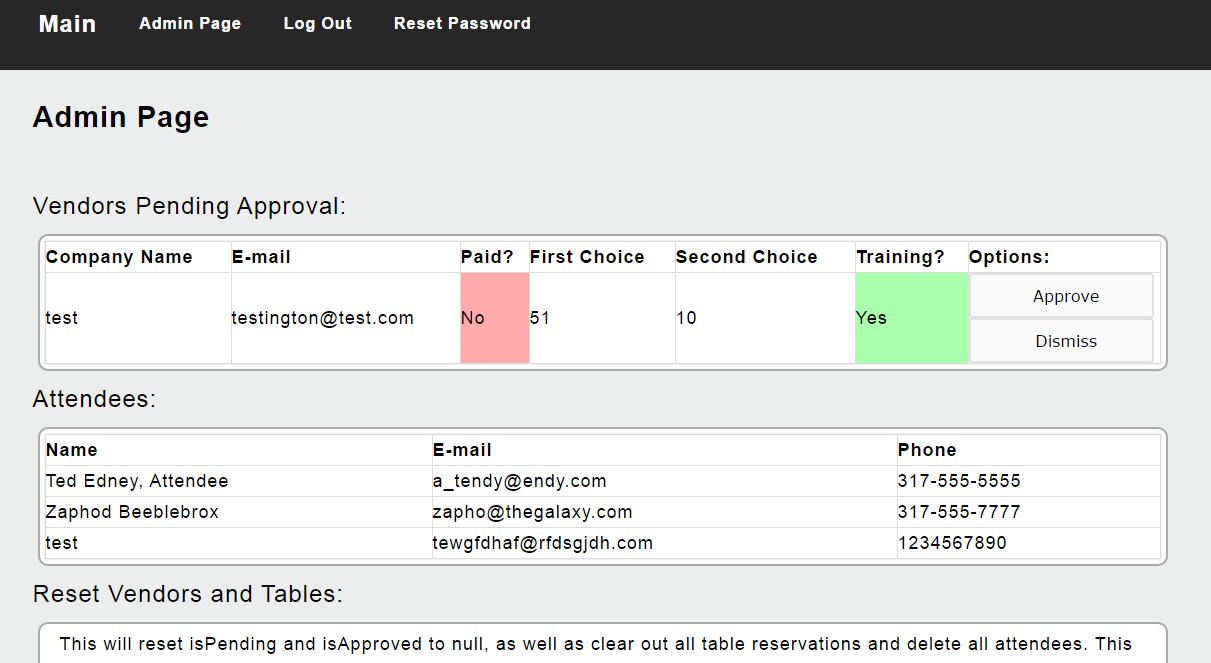 Main Admin Page Log Out Reset Password
Admin Page
Vendors Pending Approval:
Company Name E-mail Paid? First Choice Second Choice Training? Options:
test testington@test.com No 51 10 Yes Approve
Dismiss
Attendees:
Name E-mail Phone
Ted Edney, Attendee a_tendy@endy.com 317-555-5555
Zaphod Beeblebrox zapho@thegalaxy.com 317-555-7777
test tewgfdhaf@rfdsgjdh.com 1234567890
Reset Vendors and Tables:
This will reset isPending and isApproved to null, as well as clear out all table reservations and delete all attendees. This